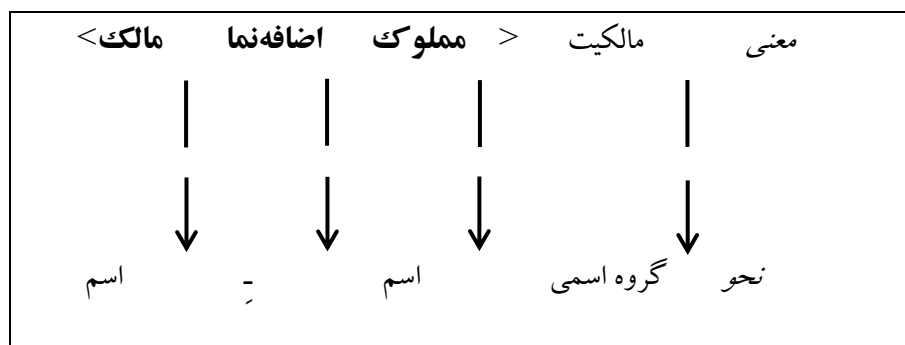 معنی مالکیت < مملوک اضافه‌نما مالک>
نحو گروه اسمی اسم ـِ اسم